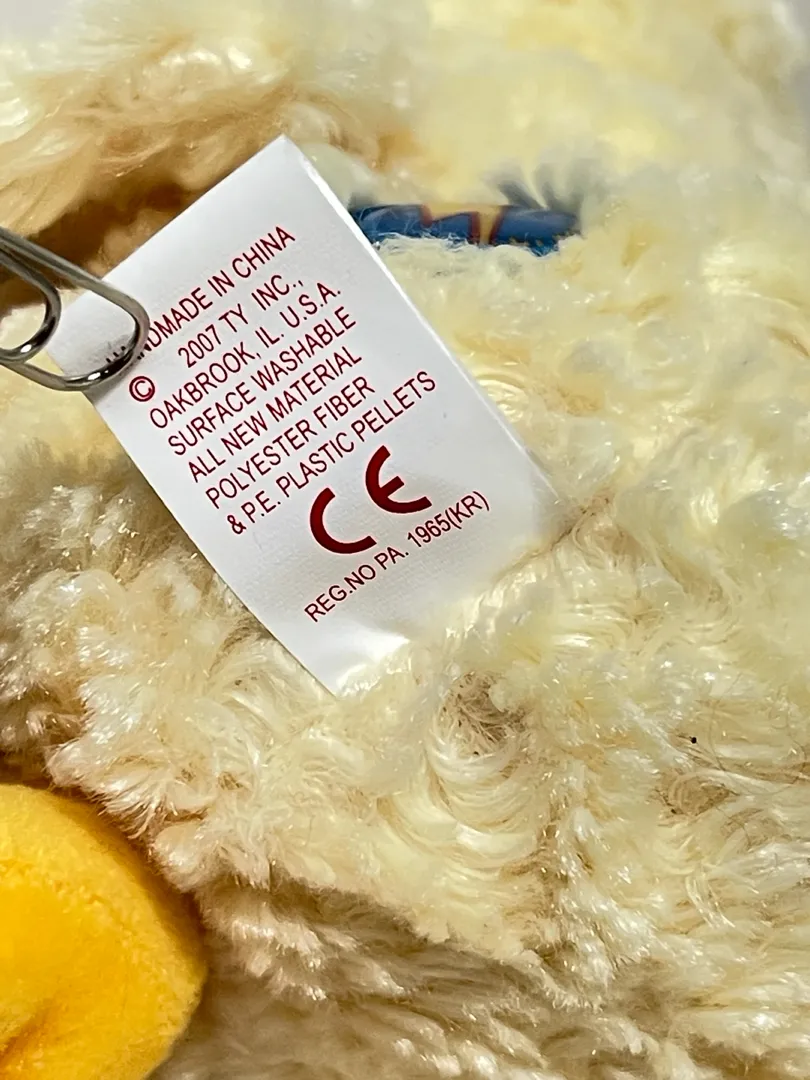 HANDMADE IN CHINA
© 2007 TY INC.,
OAKBROOK, IL. U.S.A.
SURFACE WASHABLE
ALL NEW MATERIAL
POLYESTER FIBER
& P.E. PLASTIC PELLETS
CE
REG.NO PA. 1965(KR)